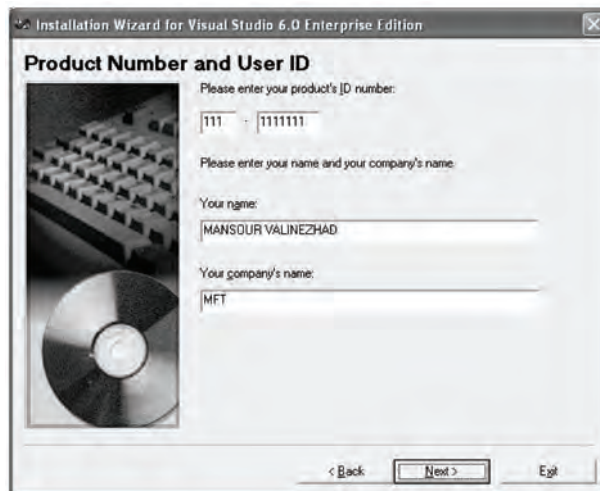 Installation Wizard for Visual Studio 6.0 Enterprise Edition
Product Number and User ID
Please enter your product's ID number:
111 - 1111111
Please enter your name and your company's name
Your name:
MANSOUR VALINEZHAD
Your company's name:
MFT
< Back Next > Exit